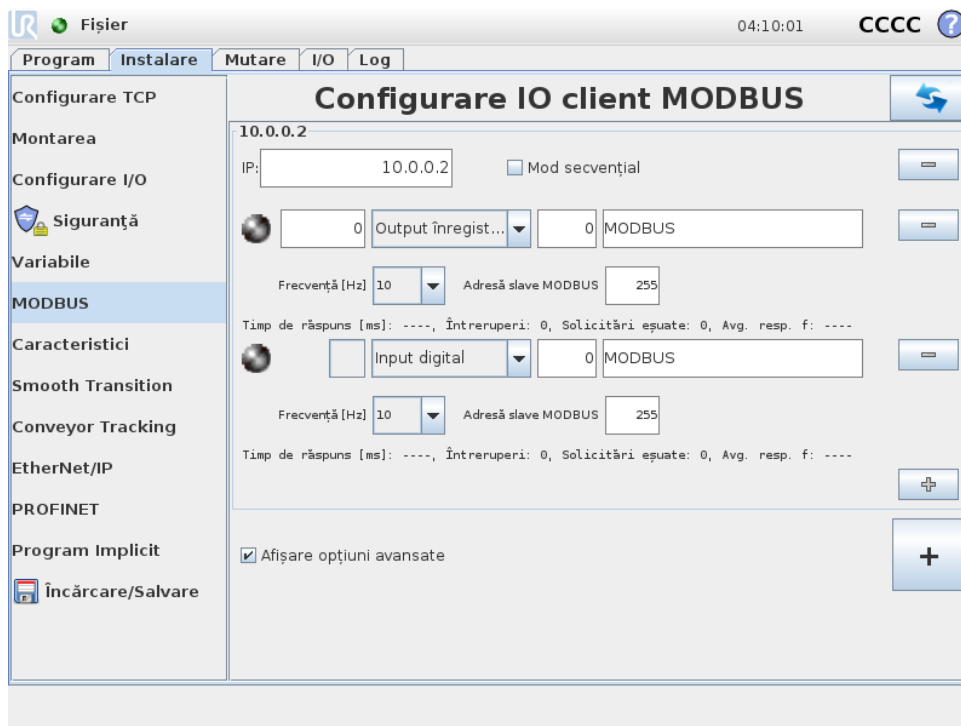 UR Fișier 04:10:01 CCCC ?
Program Instalare Mutare I/O Log
Configurare TCP
Montarea
Configurare I/O
Siguranță
Variabile
MODBUS
Caracteristici
Smooth Transition
Conveyor Tracking
EtherNet/IP
PROFINET
Program Implicit
Încărcare/Salvare
Configurare IO client MODBUS
10.0.0.2
IP: 10.0.0.2 Mod secvențial
0 Output înregist... 0 MODBUS
Frecvență [Hz] 10 Adresă slave MODBUS 255
Timp de răspuns [ms]: ----, Întreruperi: 0, Solicitări eșuate: 0, Avg. resp. f: ----
Input digital 0 MODBUS
Frecvență [Hz] 10 Adresă slave MODBUS 255
Timp de răspuns [ms]: ----, Întreruperi: 0, Solicitări eșuate: 0, Avg. resp. f: ----
Afișare opțiuni avansate